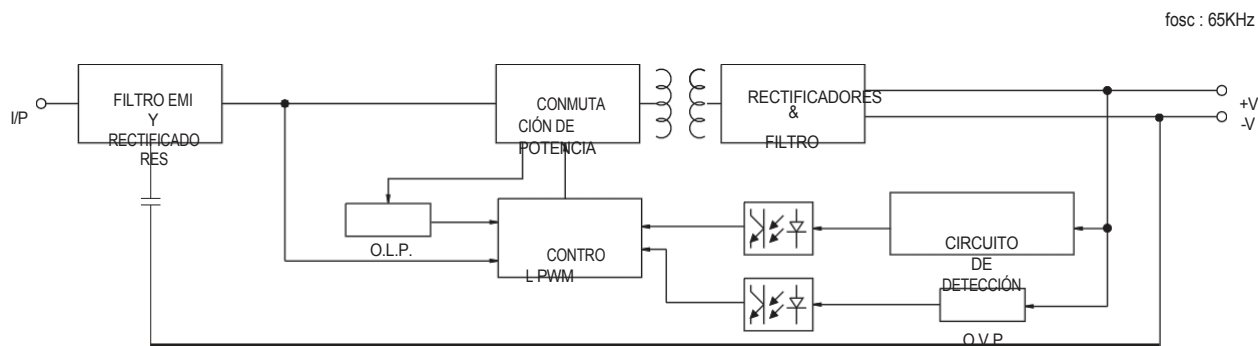 fosc : 65KHz
I/P
FILTRO EMI
Y
RECTIFICADO
RES
CONMUTA
CIÓN DE
POTENCIA
RECTIFICADORES
&
FILTRO
+V
-V
O.L.P.
CONTRO
L PWM
CIRCUITO
DE
DETECCIÓN
O.V.P.